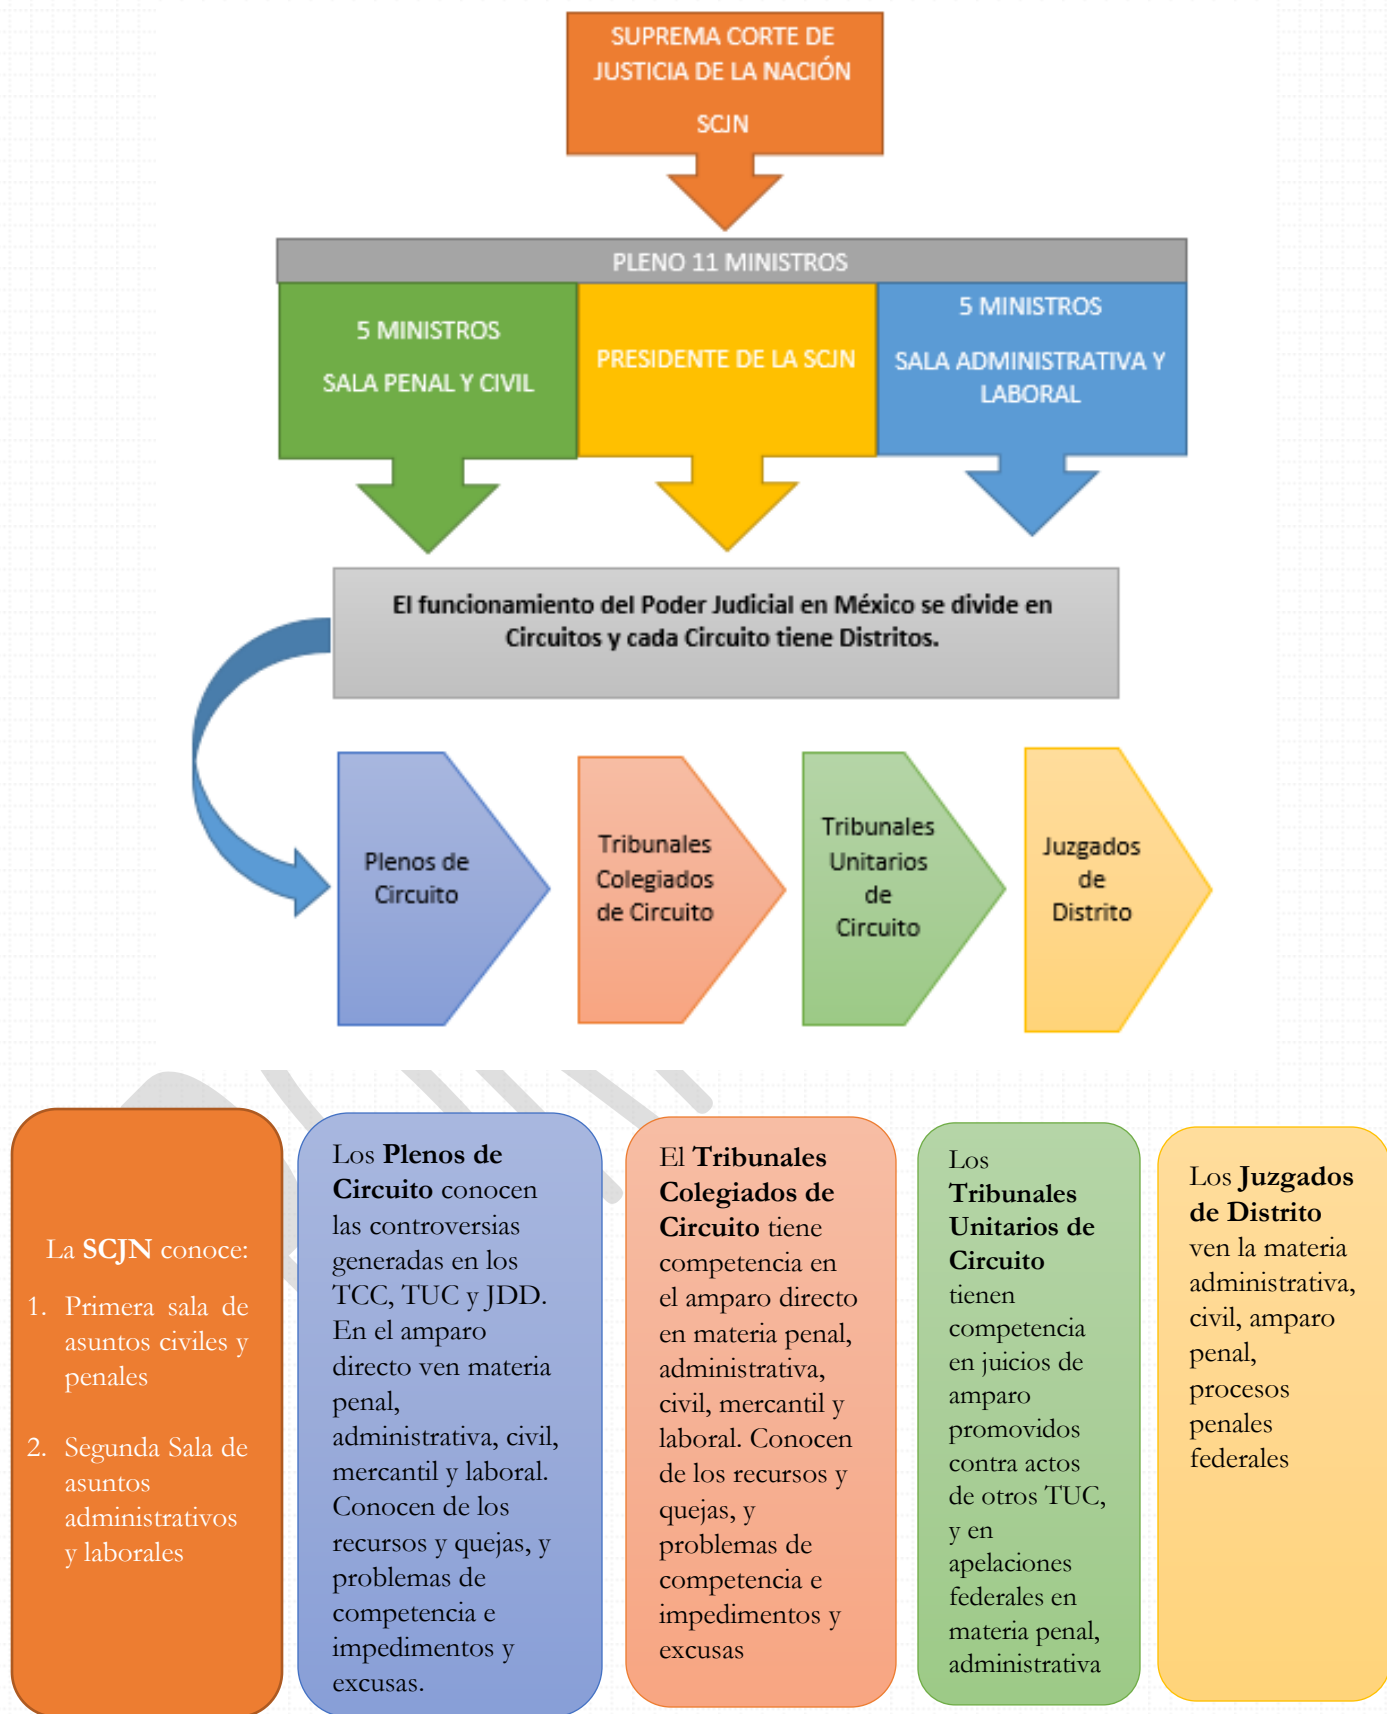 SUPREMA CORTE DE
JUSTICIA DE LA NACIÓN
SCJN
PLENO 11 MINISTROS
5 MINISTROS
SALA PENAL Y CIVIL
PRESIDENTE DE LA SCJN
5 MINISTROS
SALA ADMINISTRATIVA Y
LABORAL
El funcionamiento del Poder Judicial en México se divide en
Circuitos y cada Circuito tiene Distritos.
Plenos de
Circuito
Tribunales
Colegiados
de Circuito
Tribunales
Unitarios
de
Circuito
Juzgados
de
Distrito
La SCJN conoce:
1. Primera sala de
asuntos civiles y
penales
2. Segunda Sala de
asuntos
administrativos
y laborales
Los Plenos de
Circuito conocen
las controversias
generadas en los
TCC, TUC y JDD.
En el amparo
directo ven materia
penal,
administrativa, civil,
mercantil y laboral.
Conocen de los
recursos y quejas, y
problemas de
competencia e
impedimentos y
excusas.
El Tribunales
Colegiados de
Circuito tiene
competencia en
el amparo directo
en materia penal,
administrativa,
civil, mercantil y
laboral. Conocen
de los recursos y
quejas, y
problemas de
competencia e
impedimentos y
excusas
Los
Tribunales
Unitarios de
Circuito
tienen
competencia
en juicios de
amparo
promovidos
contra actos
de otros TUC,
y en
apelaciones
federales en
materia penal,
administrativa
Los Juzgados
de Distrito
ven la materia
administrativa,
civil, amparo
penal,
procesos
penales
federales